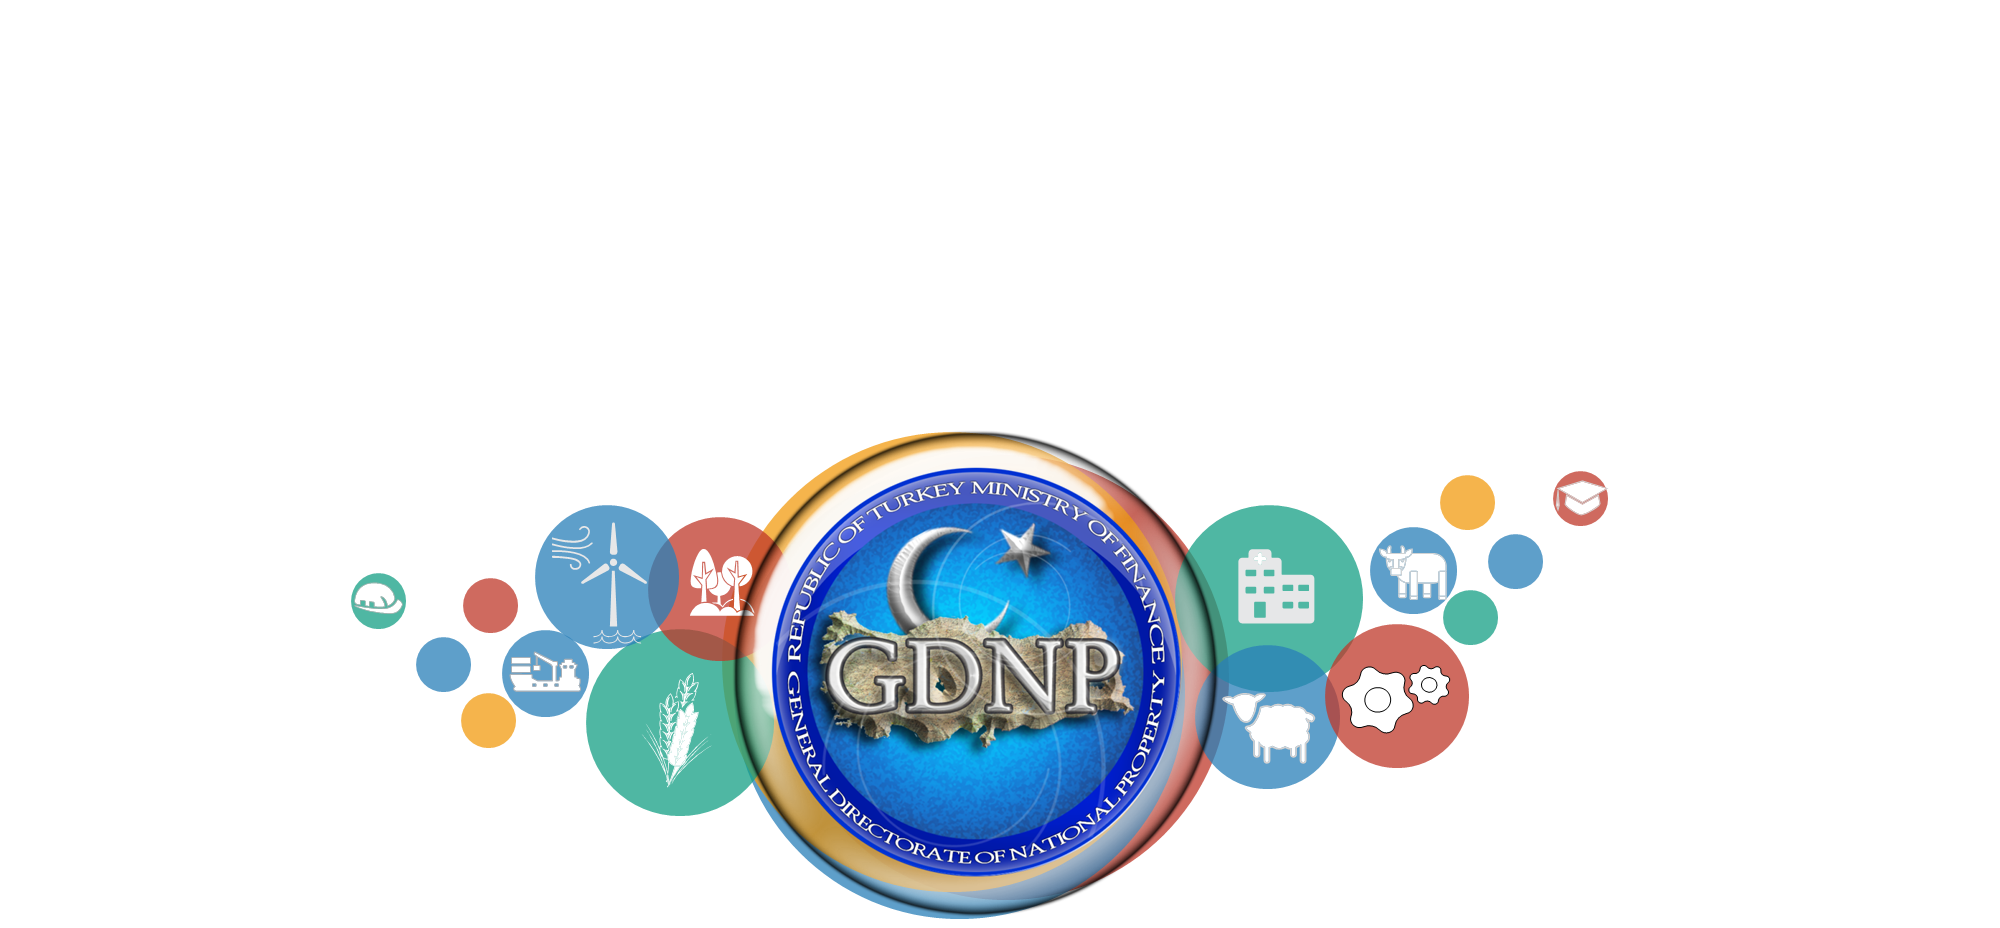 REPUBLIC OF TURKEY MINISTRY OF FINANCE
GDNP
GENERAL DIRECTORATE OF NATIONAL PROPERTY